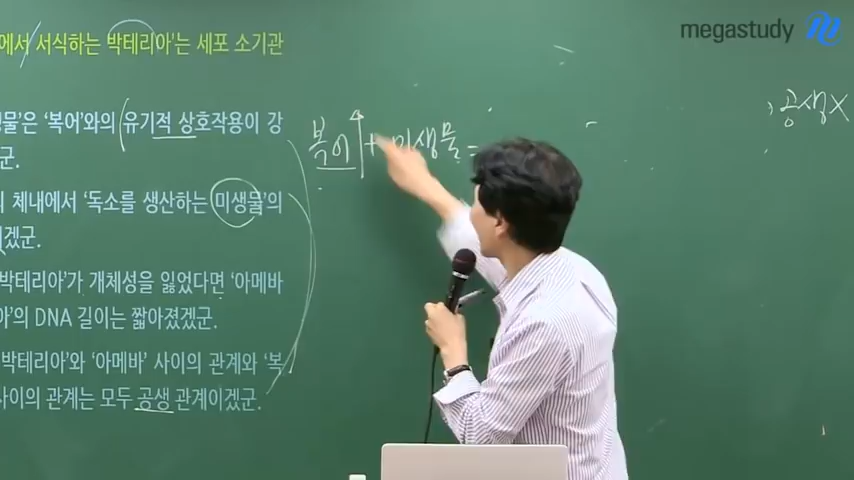 megastudy
에서 서식하는 박테리아'는 세포 소기관
공생X
생물'은 '복어'와의 유기적 상호작용이 강
군.
복어+미생물=
의 체내에서 '독소를 생산하는 미생물'의
겠군.
박테리아'가 개체성을 잃었다면 '아메바
아'의 DNA 길이는 짧아졌겠군.
박테리아'와 '아메바' 사이의 관계와 '복
사이의 관계는 모두 공생 관계이겠군.